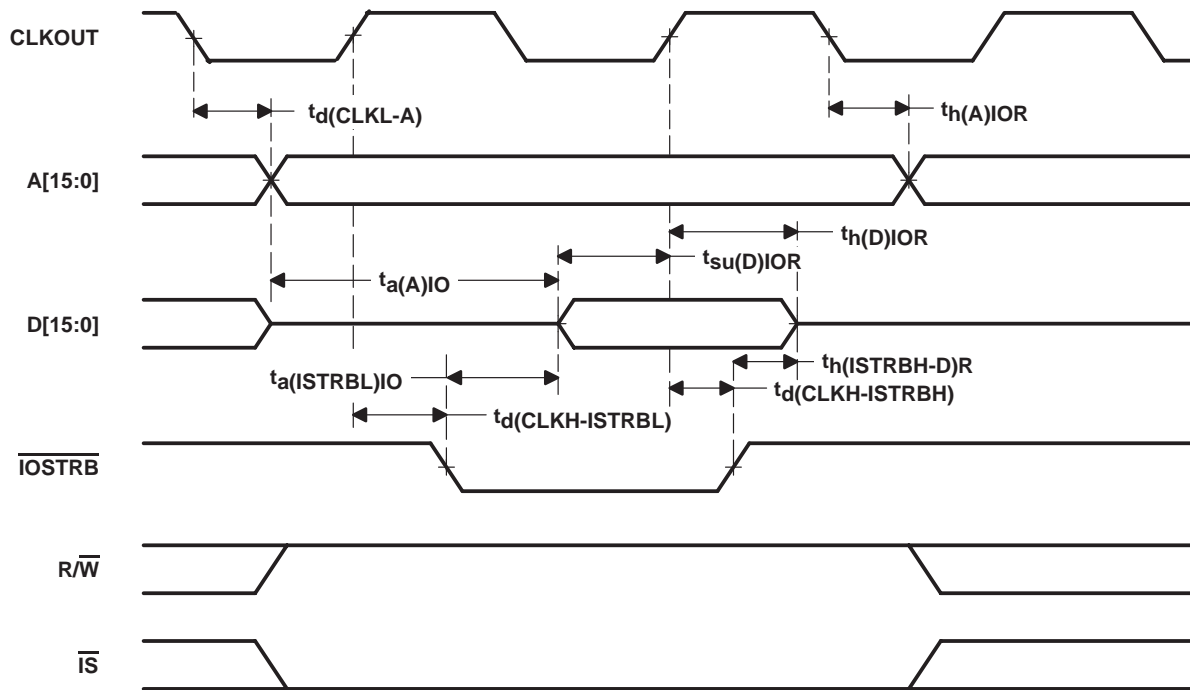 CLKOUT
td(CLKL-A)
th(A)IOR
A[15:0]
th(D)IOR
tsu(D)IOR
ta(A)IO
D[15:0]
th(ISTRBH-D)R
ta(ISTRBL)IO
td(CLKH-ISTRBH)
td(CLKH-ISTRBL)
IOSTRB
R/W
IS